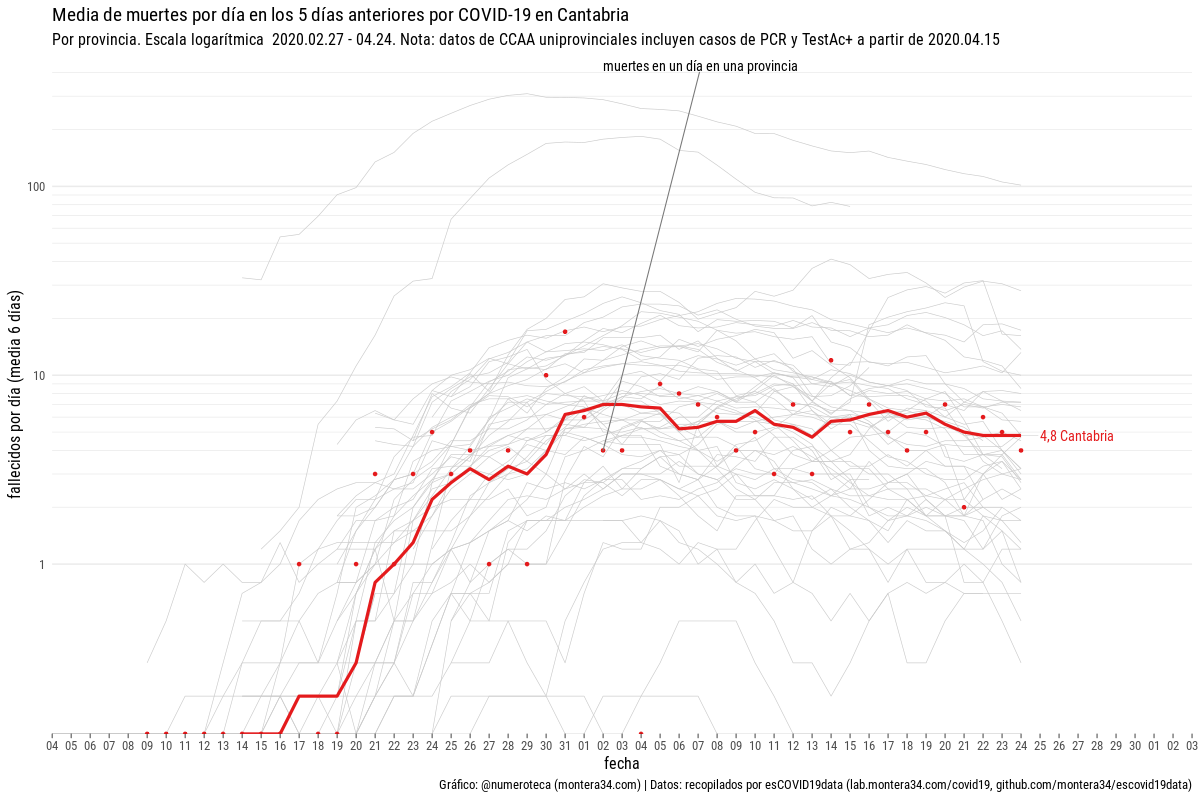 Media de muertes por día en los 5 días anteriores por COVID-19 en Cantabria
Por provincia. Escala logarítmica  2020.02.27 - 04.24. Nota: datos de CCAA uniprovinciales incluyen casos de PCR y TestAc+ a partir de 2020.04.15
muertes en un día en una provincia
fallecidos por día (media 6 días)
100
10
1
4,8 Cantabria
04 05 06 07 08 09 10 11 12 13 14 15 16 17 18 19 20 21 22 23 24 25 26 27 28 29 30 31 01 02 03 04 05 06 07 08 09 10 11 12 13 14 15 16 17 18 19 20 21 22 23 24 25 26 27 28 29 30 01 02 03
fecha
Gráfico: @numeroteca (montera34.com) | Datos: recopilados por esCOVID19data (lab.montera34.com/covid19, github.com/montera34/escovid19data)